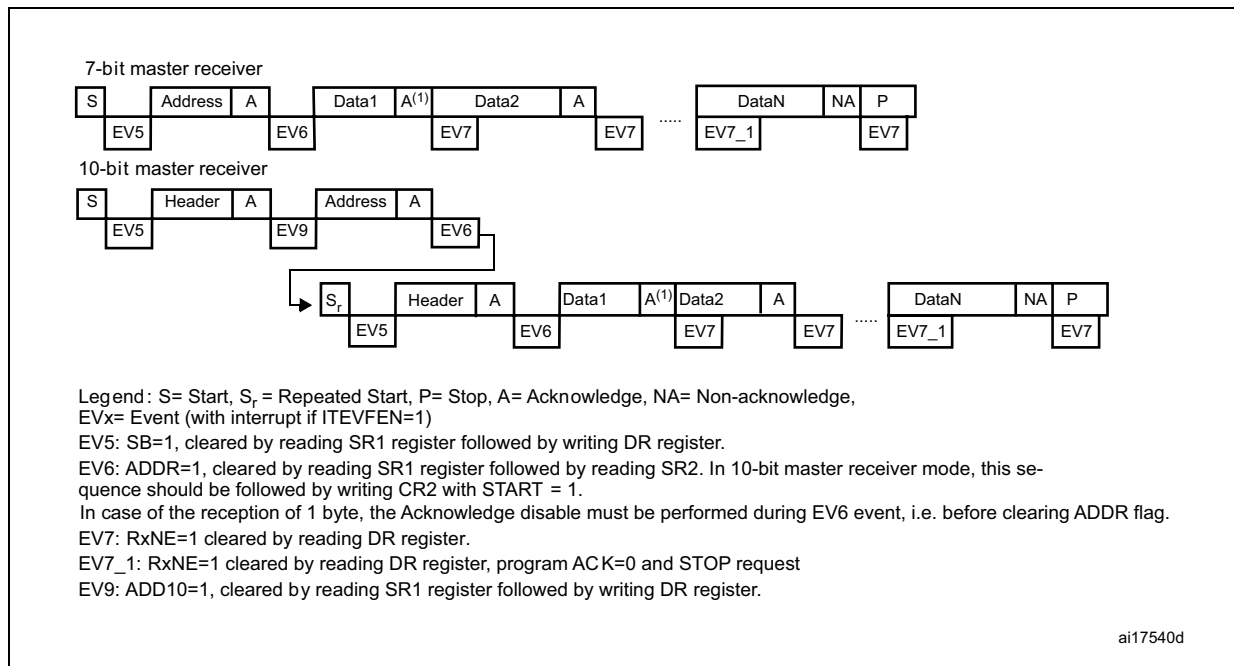 7-bit master receiver
S Address A Data1 A(1) Data2 A ..... DataN NA P
EV5 EV6 EV7 EV7 EV7_1 EV7
10-bit master receiver
S Header A Address A
EV5 EV9 EV6
Sr Header A Data1 A(1) Data2 A ..... DataN NA P
EV5 EV6 EV7 EV7 EV7_1 EV7
Legend: S= Start, Sr = Repeated Start, P= Stop, A= Acknowledge, NA= Non-acknowledge,
EVx= Event (with interrupt if ITEVFEN=1)
EV5: SB=1, cleared by reading SR1 register followed by writing DR register.
EV6: ADDR=1, cleared by reading SR1 register followed by reading SR2. In 10-bit master receiver mode, this se-
quence should be followed by writing CR2 with START = 1.
In case of the reception of 1 byte, the Acknowledge disable must be performed during EV6 event, i.e. before clearing ADDR flag.
EV7: RxNE=1 cleared by reading DR register.
EV7_1: RxNE=1 cleared by reading DR register, program ACK=0 and STOP request
EV9: ADD10=1, cleared by reading SR1 register followed by writing DR register.
ai17540d